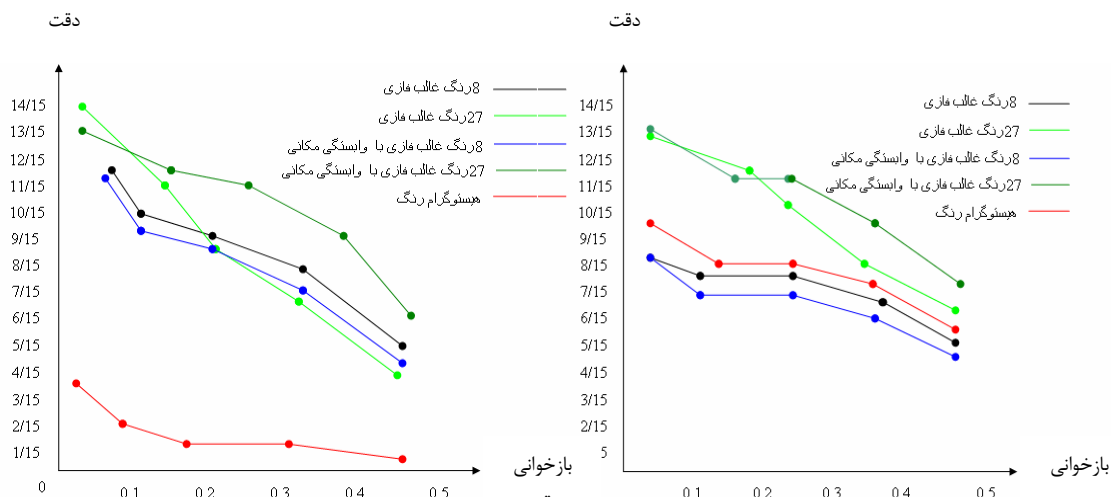 دقت
8رنگ غالب فازی
27رنگ غالب فازی
8رنگ غالب فازی با وابستگی مکانی
27رنگ غالب فازی با وابستگی مکانی
هیستوگرام رنگ
14/15
13/15
12/15
11/15
10/15
9/15
8/15
7/15
6/15
5/15
4/15
3/15
2/15
1/15
0
0.1 0.2 0.3 0.4 0.5
بازخوانی
دقت
8رنگ غالب فازی
27رنگ غالب فازی
8رنگ غالب فازی با وابستگی مکانی
27رنگ غالب فازی با وابستگی مکانی
هیستوگرام رنگ
14/15
13/15
12/15
11/15
10/15
9/15
8/15
7/15
6/15
5/15
4/15
3/15
2/15
5
0.1 0.2 0.3 0.4 0.5
بازخوانی